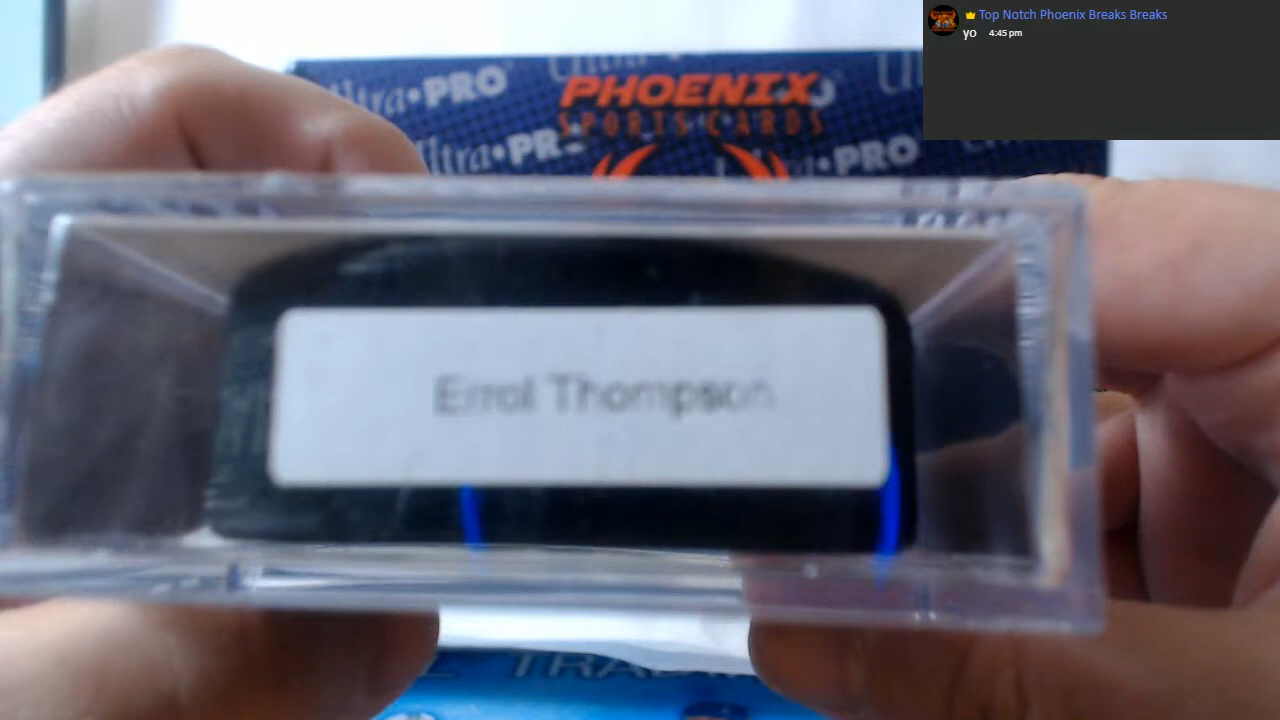 Top Notch Phoenix Breaks Breaks
yo 4:45 pm
Ultra•PRO
PHOENIX
SPORTS CARDS
Ultra•PR
Ultra•PRO
Errol Thompson